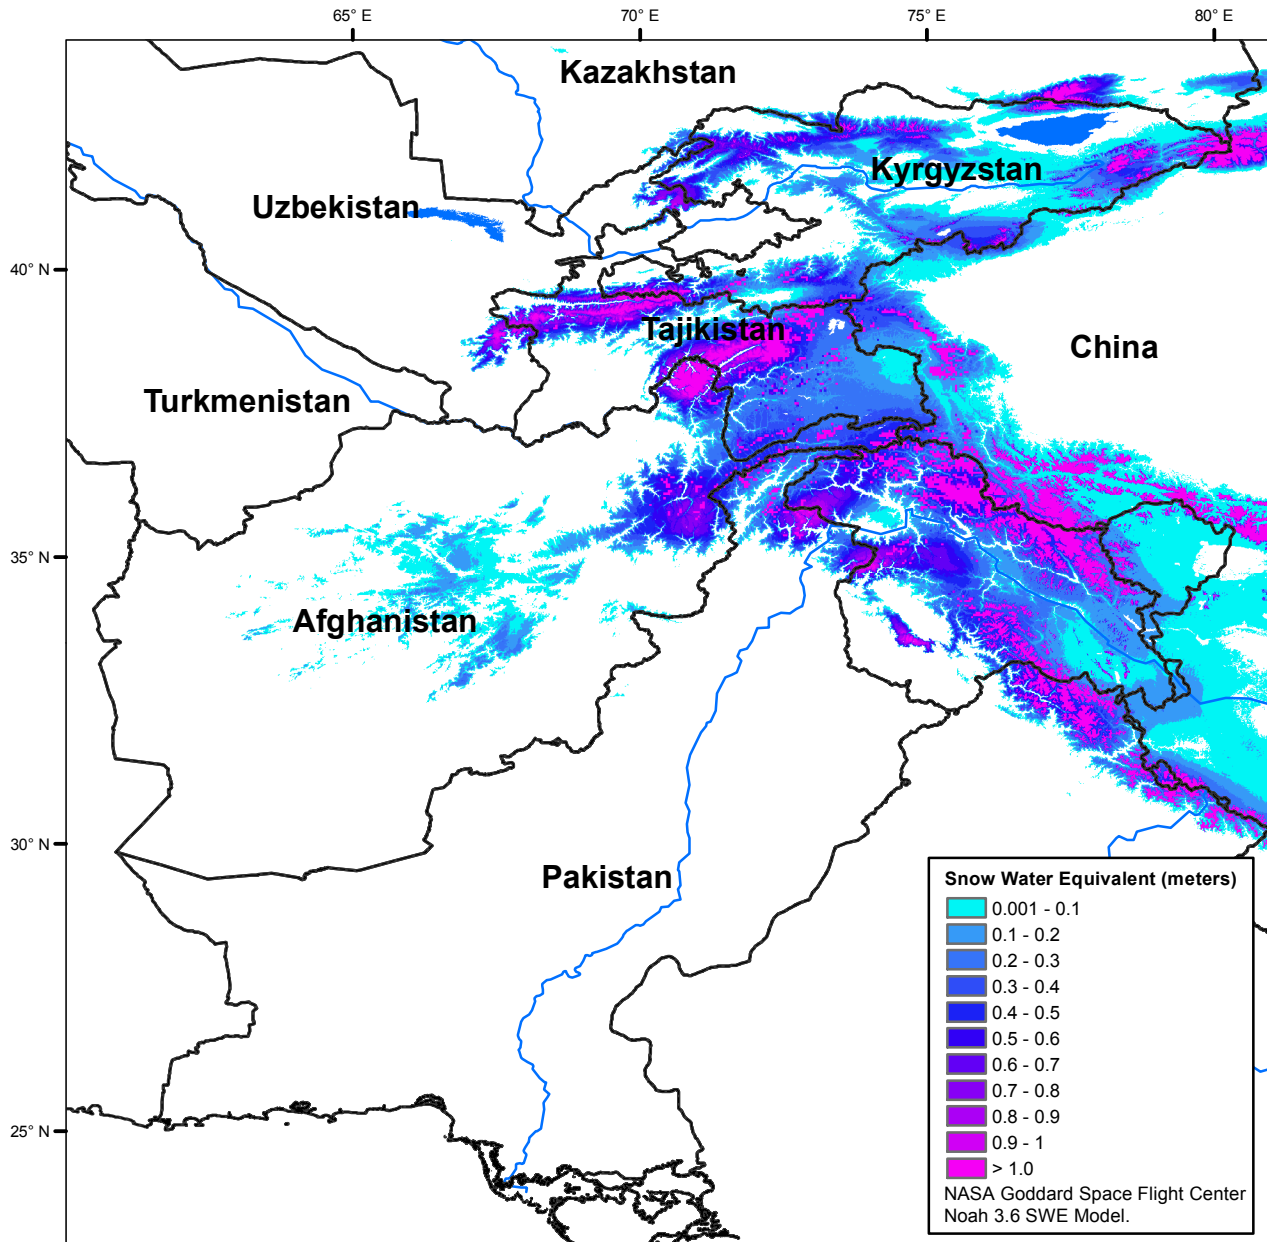 65° E
70° E
75° E
80° E
Kazakhstan
Kyrgyzstan
Uzbekistan
40° N
Tajikistan
China
Turkmenistan
35° N
Afghanistan
30° N
Pakistan
25° N
Snow Water Equivalent (meters)
0.001 - 0.1
0.1 - 0.2
0.2 - 0.3
0.3 - 0.4
0.4 - 0.5
0.5 - 0.6
0.6 - 0.7
0.7 - 0.8
0.8 - 0.9
0.9 - 1
> 1.0
NASA Goddard Space Flight Center
Noah 3.6 SWE Model.